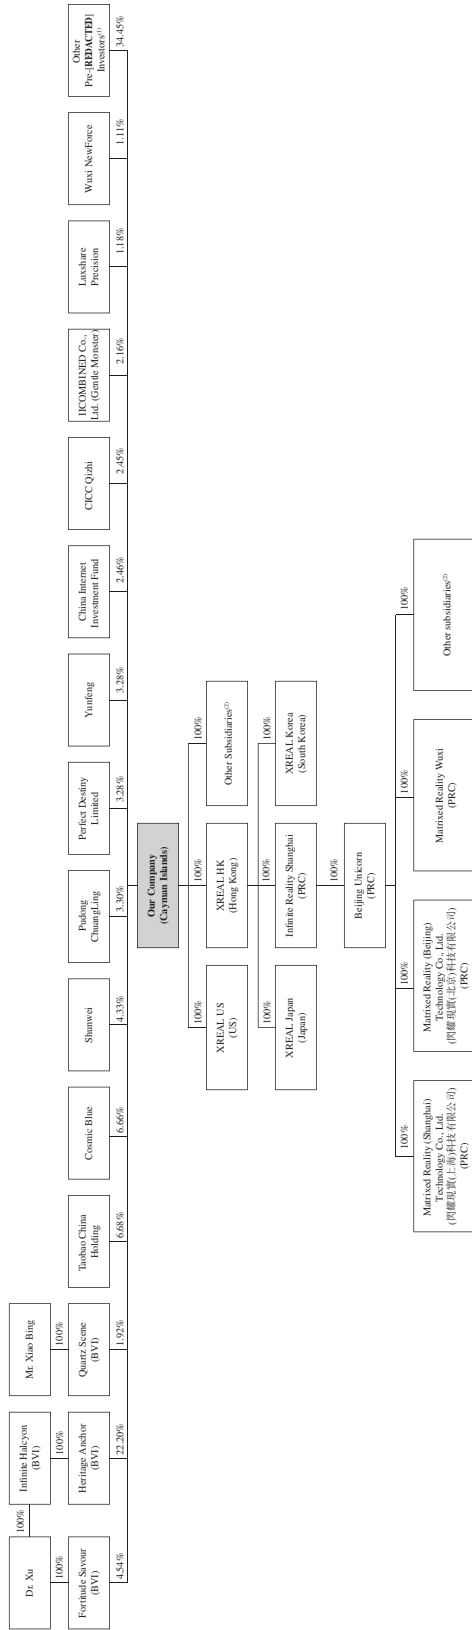 Dr. Xu
100%
Infinite Halcyon
(BVI)
Mr. Xiao Bing
100%
100%
100%
Fortitude Savour
(BVI)
Heritage Anchor
(BVI)
Quartz Scene
(BVI)
Taobao China
Holding
Cosmic Blue
Shunwei
Pudong
ChuangLing
Perfect Destiny
Limited
Yunfeng
China Internet
Investment Fund
CICC Qizhi
IICOMBINED Co.,
Ltd. (Gentle Monster)
Luxshare
Precision
Wuxi NewForce
Other
Pre-[REDACTED]
Investors(1)
4.54%
22.20%
1.92%
6.68%
6.66%
4.33%
3.30%
3.28%
3.28%
2.46%
2.45%
2.16%
1.18%
1.11%
34.45%
Our Company
(Cayman Islands)
100%
100%
100%
XREAL US
(US)
XREAL HK
(Hong Kong)
Other Subsidiaries(2)
100%
100%
100%
XREAL Japan
(Japan)
Infinite Reality Shanghai
(PRC)
XREAL Korea
(South Korea)
100%
Beijing Unicorn
(PRC)
100%
100%
100%
100%
Matrixed Reality (Shanghai)
Technology Co., Ltd.
(閃耀現實(上海)科技有限公司)
(PRC)
Matrixed Reality (Beijing)
Technology Co., Ltd.
(閃耀現實(北京)科技有限公司)
(PRC)
Matrixed Reality Wuxi
(PRC)
Other subsidiaries(2)